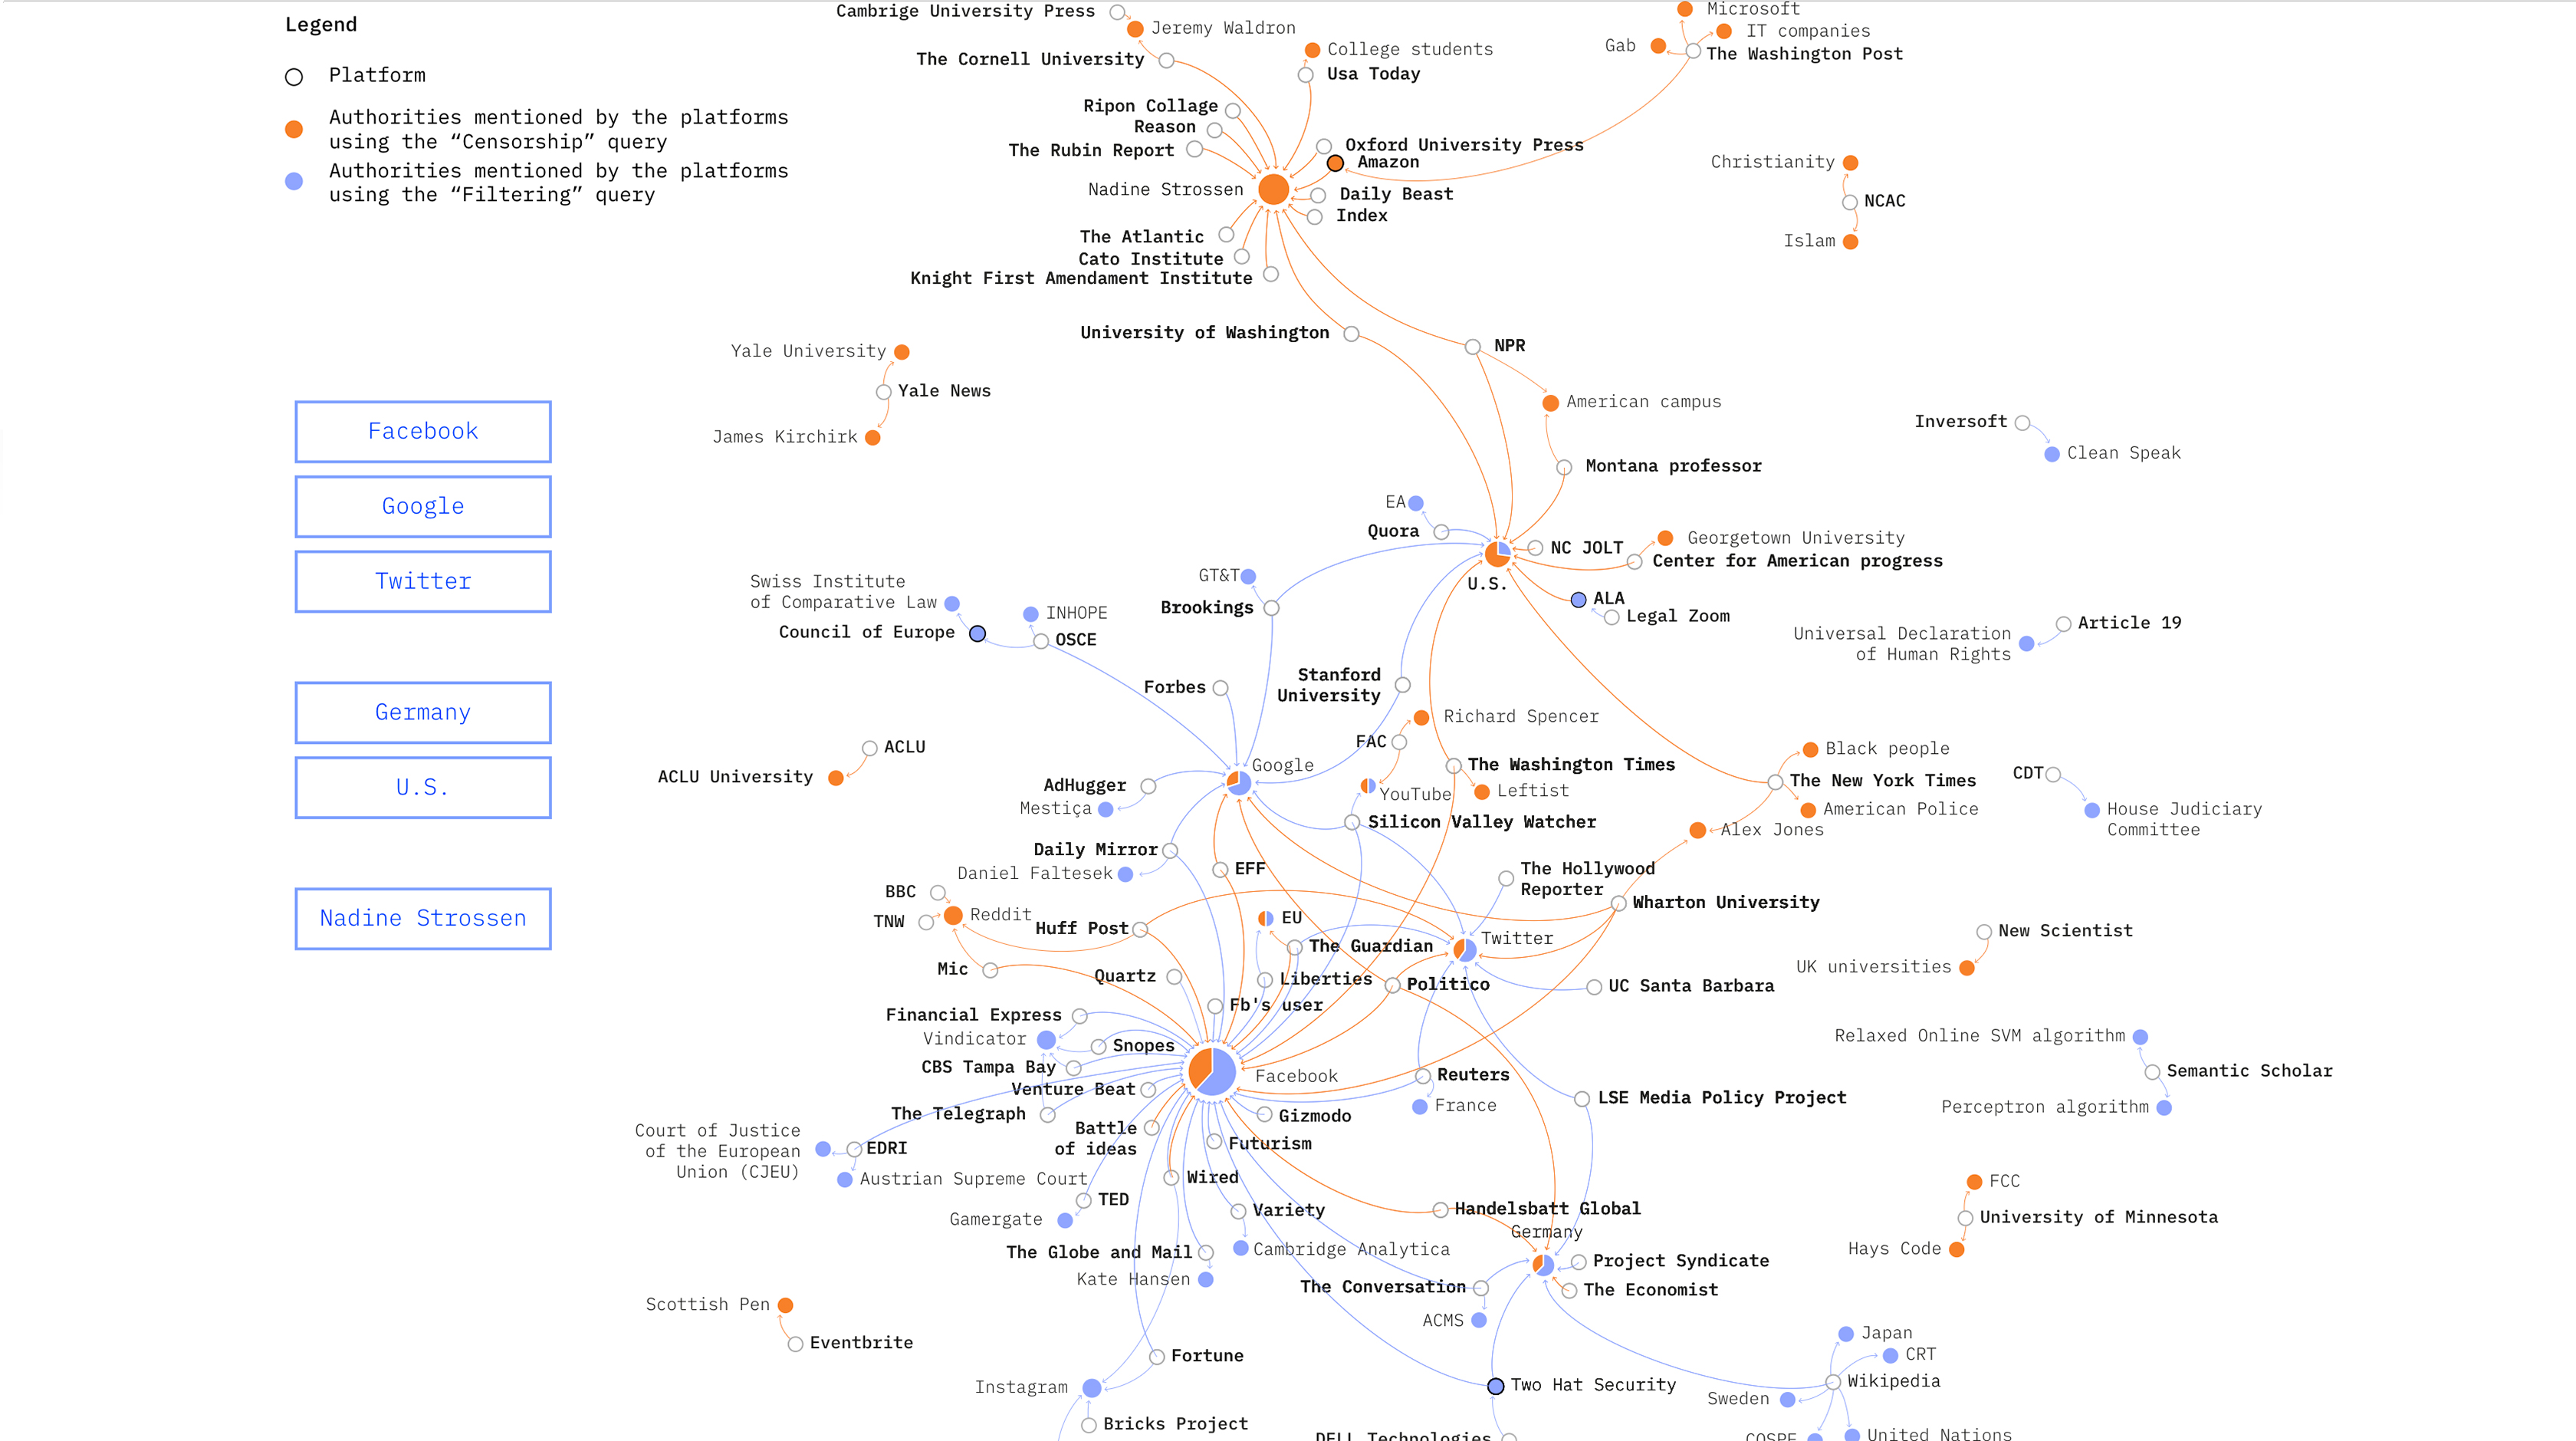 Legend
Platform
Authorities mentioned by the platforms
using the “Censorship” query
Authorities mentioned by the platforms
using the “Filtering” query
Facebook
Google
Twitter
Germany
U.S.
Nadine Strossen
Cambrige University Press
Jeremy Waldron
The Cornell University
College students
Usa Today
Microsoft
IT companies
Gab
The Washington Post
Ripon Collage
Reason
The Rubin Report
Oxford University Press
Amazon
Nadine Strossen
Daily Beast
Index
The Atlantic
Cato Institute
Knight First Amendament Institute
Christianity
NCAC
Islam
University of Washington
NPR
Yale University
Yale News
James Kirchirk
American campus
Montana professor
Inversoft
Clean Speak
EA
Quora
NC JOLT
Georgetown University
Center for American progress
U.S.
GT&T
Brookings
ALA
Legal Zoom
Swiss Institute
of Comparative Law
INHOPE
Council of Europe
OSCE
Article 19
Universal Declaration
of Human Rights
Forbes
Stanford
University
Richard Spencer
FAC
ACLU
ACLU University
Google
The Washington Times
Black people
The New York Times
CDT
AdHugger
Mestiça
YouTube
Leftist
American Police
House Judiciary
Committee
Silicon Valley Watcher
Alex Jones
Daily Mirror
Daniel Faltesek
EFF
The Hollywood
Reporter
BBC
TNW
Reddit
Huff Post
EU
Wharton University
The Guardian
Twitter
New Scientist
UK universities
Mic
Quartz
Liberties
Politico
UC Santa Barbara
Fb's user
Financial Express
Vindicator
Snopes
Relaxed Online SVM algorithm
CBS Tampa Bay
Facebook
Reuters
Semantic Scholar
Venture Beat
The Telegraph
Gizmodo
France
LSE Media Policy Project
Perceptron algorithm
Court of Justice
of the European
Union (CJEU)
EDRI
Battle
of ideas
Futurism
Austrian Supreme Court
Wired
FCC
TED
Gamergate
Variety
Handelsbatt Global
Germany
University of Minnesota
The Globe and Mail
Cambridge Analytica
Hays Code
Project Syndicate
Kate Hansen
The Conversation
The Economist
Scottish Pen
ACMS
Eventbrite
Japan
CRT
Fortune
Instagram
Two Hat Security
Wikipedia
Sweden
Bricks Project
DELL Technologies
COSPE
United Nations